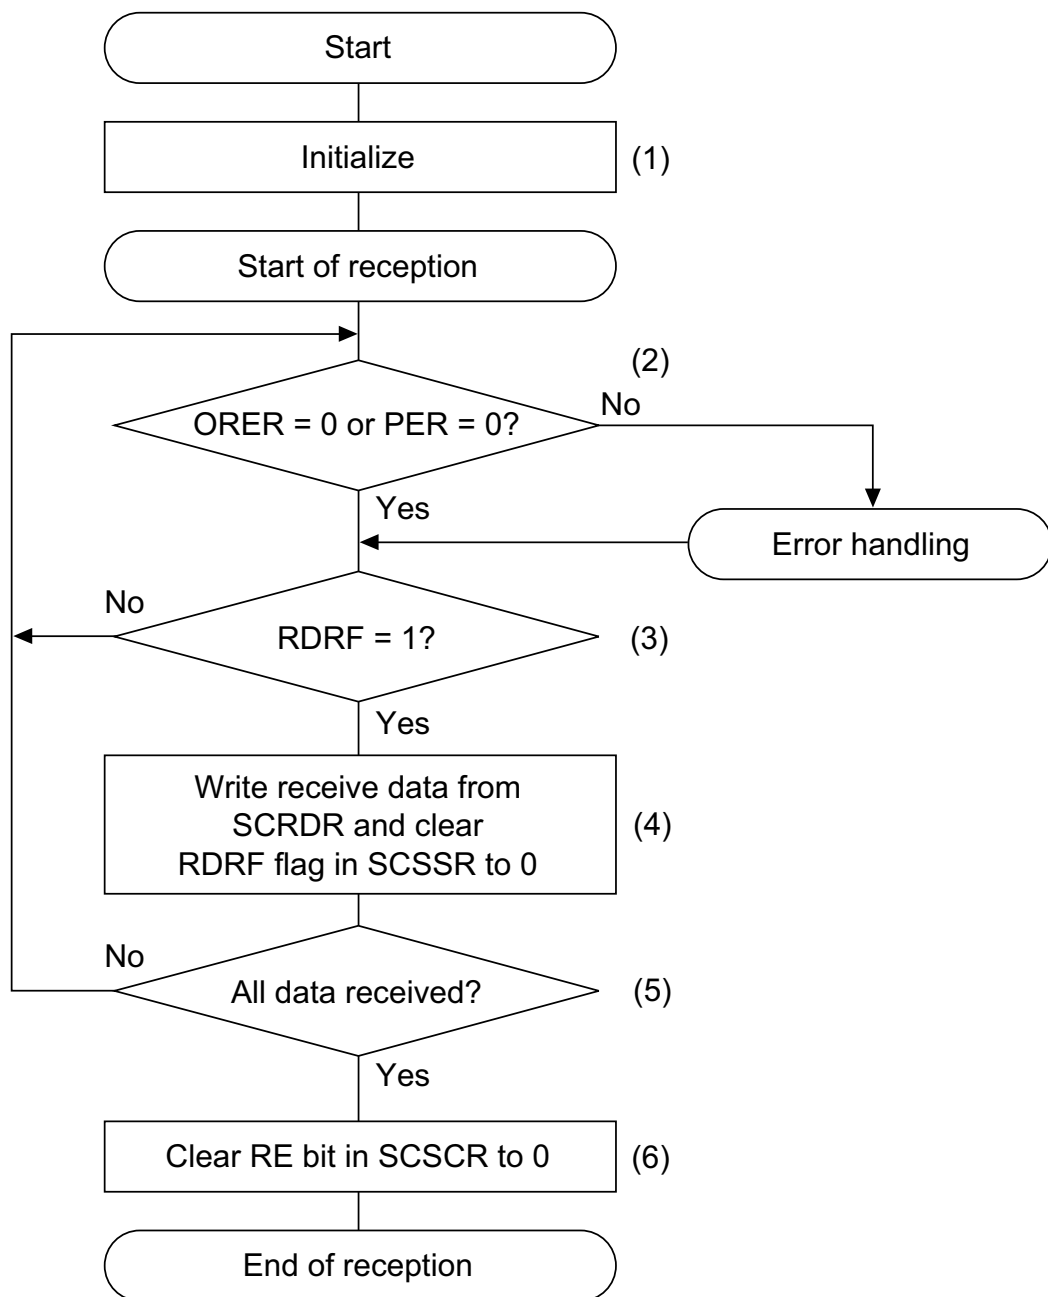 Start
Initialize
(1)
Start of reception
(2)
ORER = 0 or PER = 0?
No
Yes
Error handling
No
RDRF = 1?
(3)
Yes
Write receive data from
SCRDR and clear
RDRF flag in SCSSR to 0
(4)
No
All data received?
(5)
Yes
Clear RE bit in SCSCR to 0
(6)
End of reception